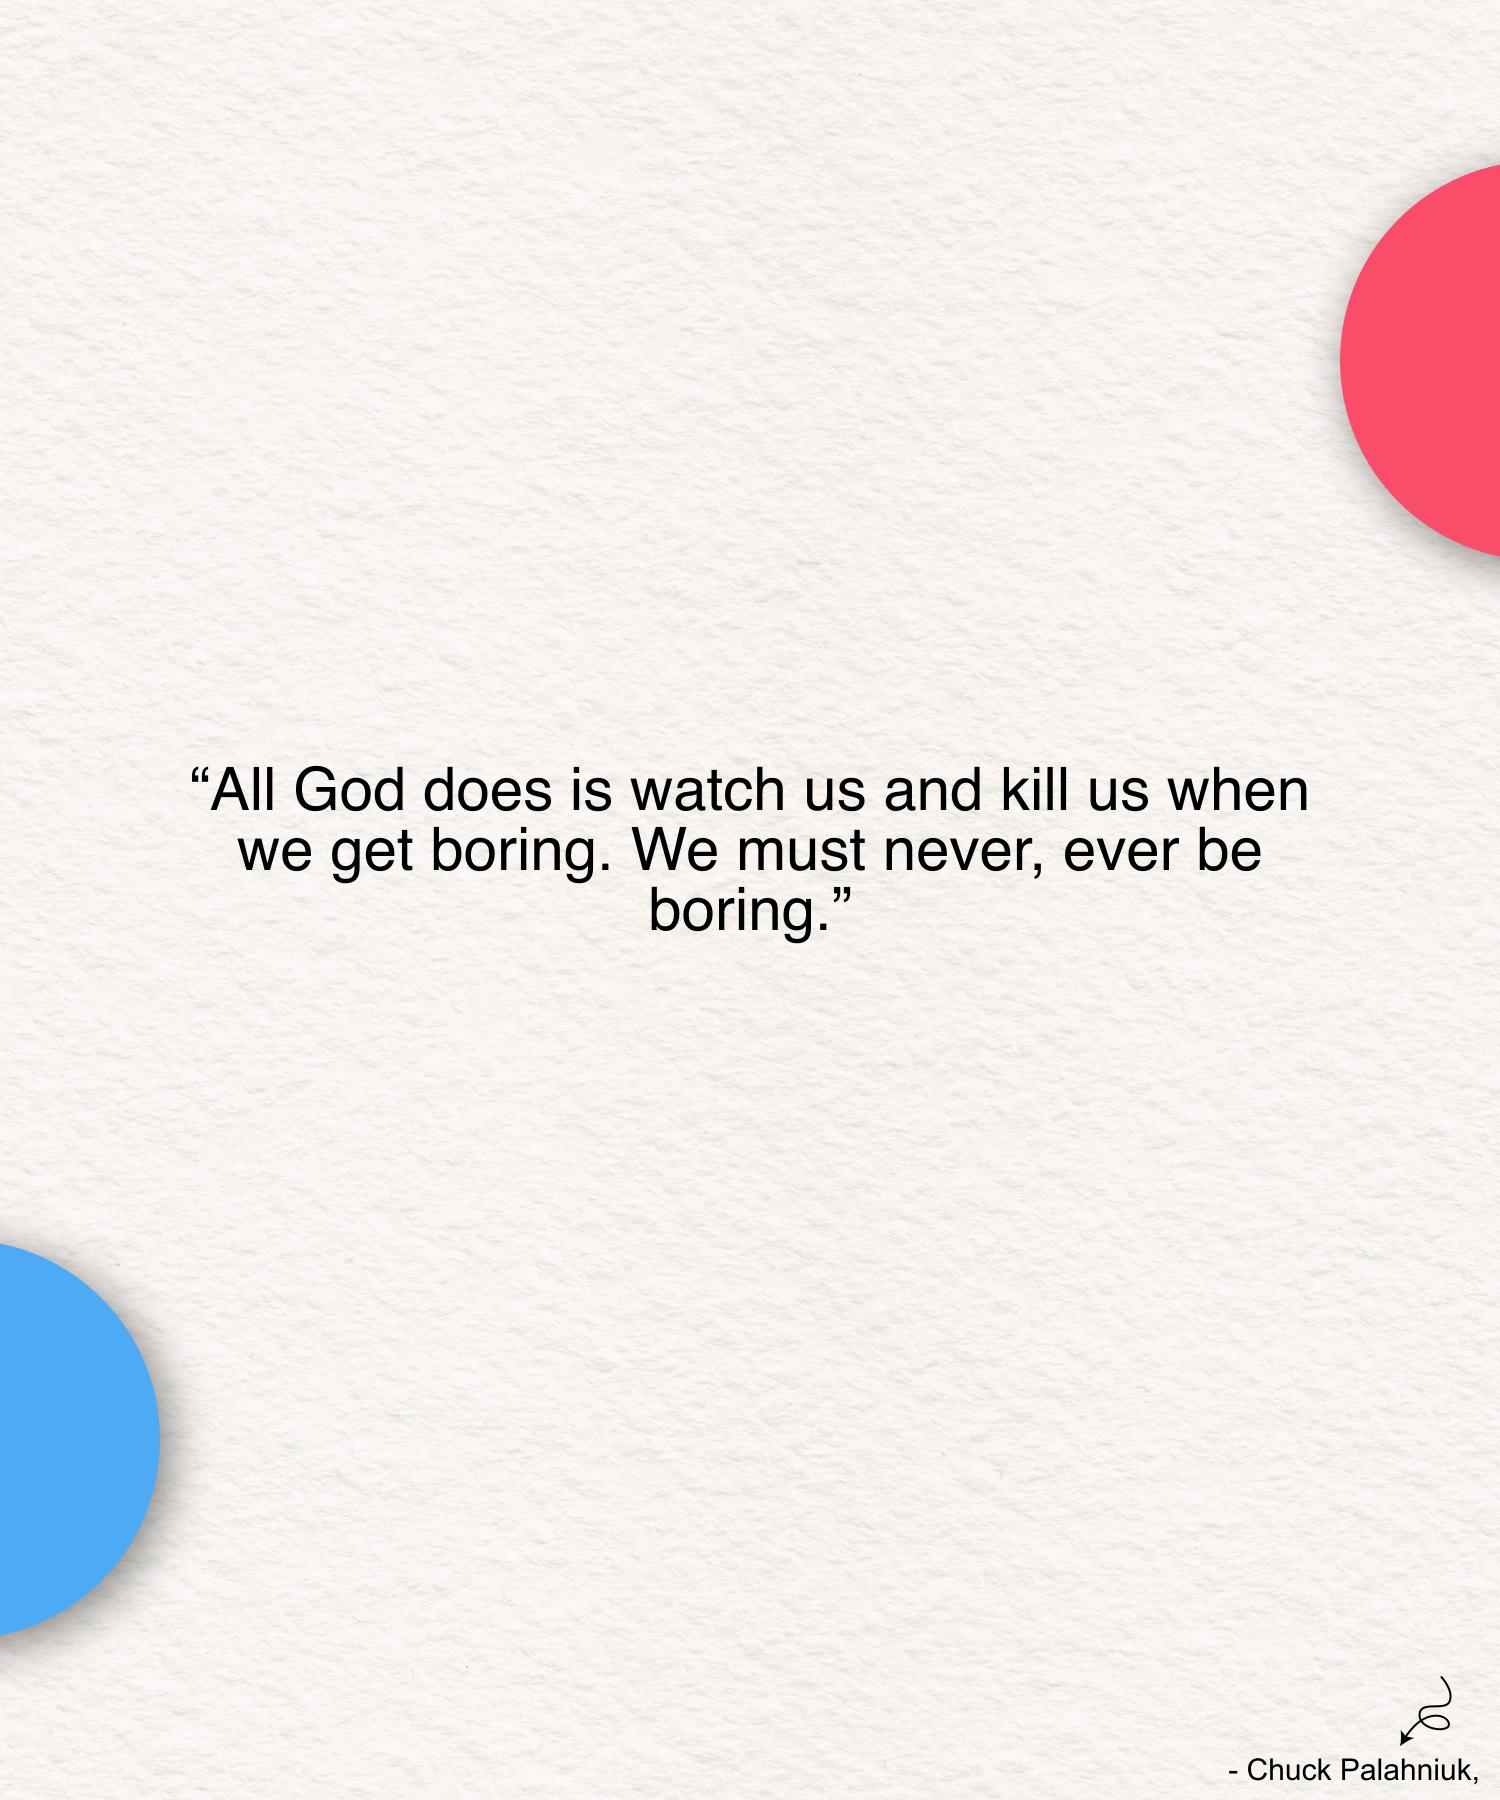 “All God does is watch us and kill us when
we get boring. We must never, ever be
boring.”
- Chuck Palahniuk,